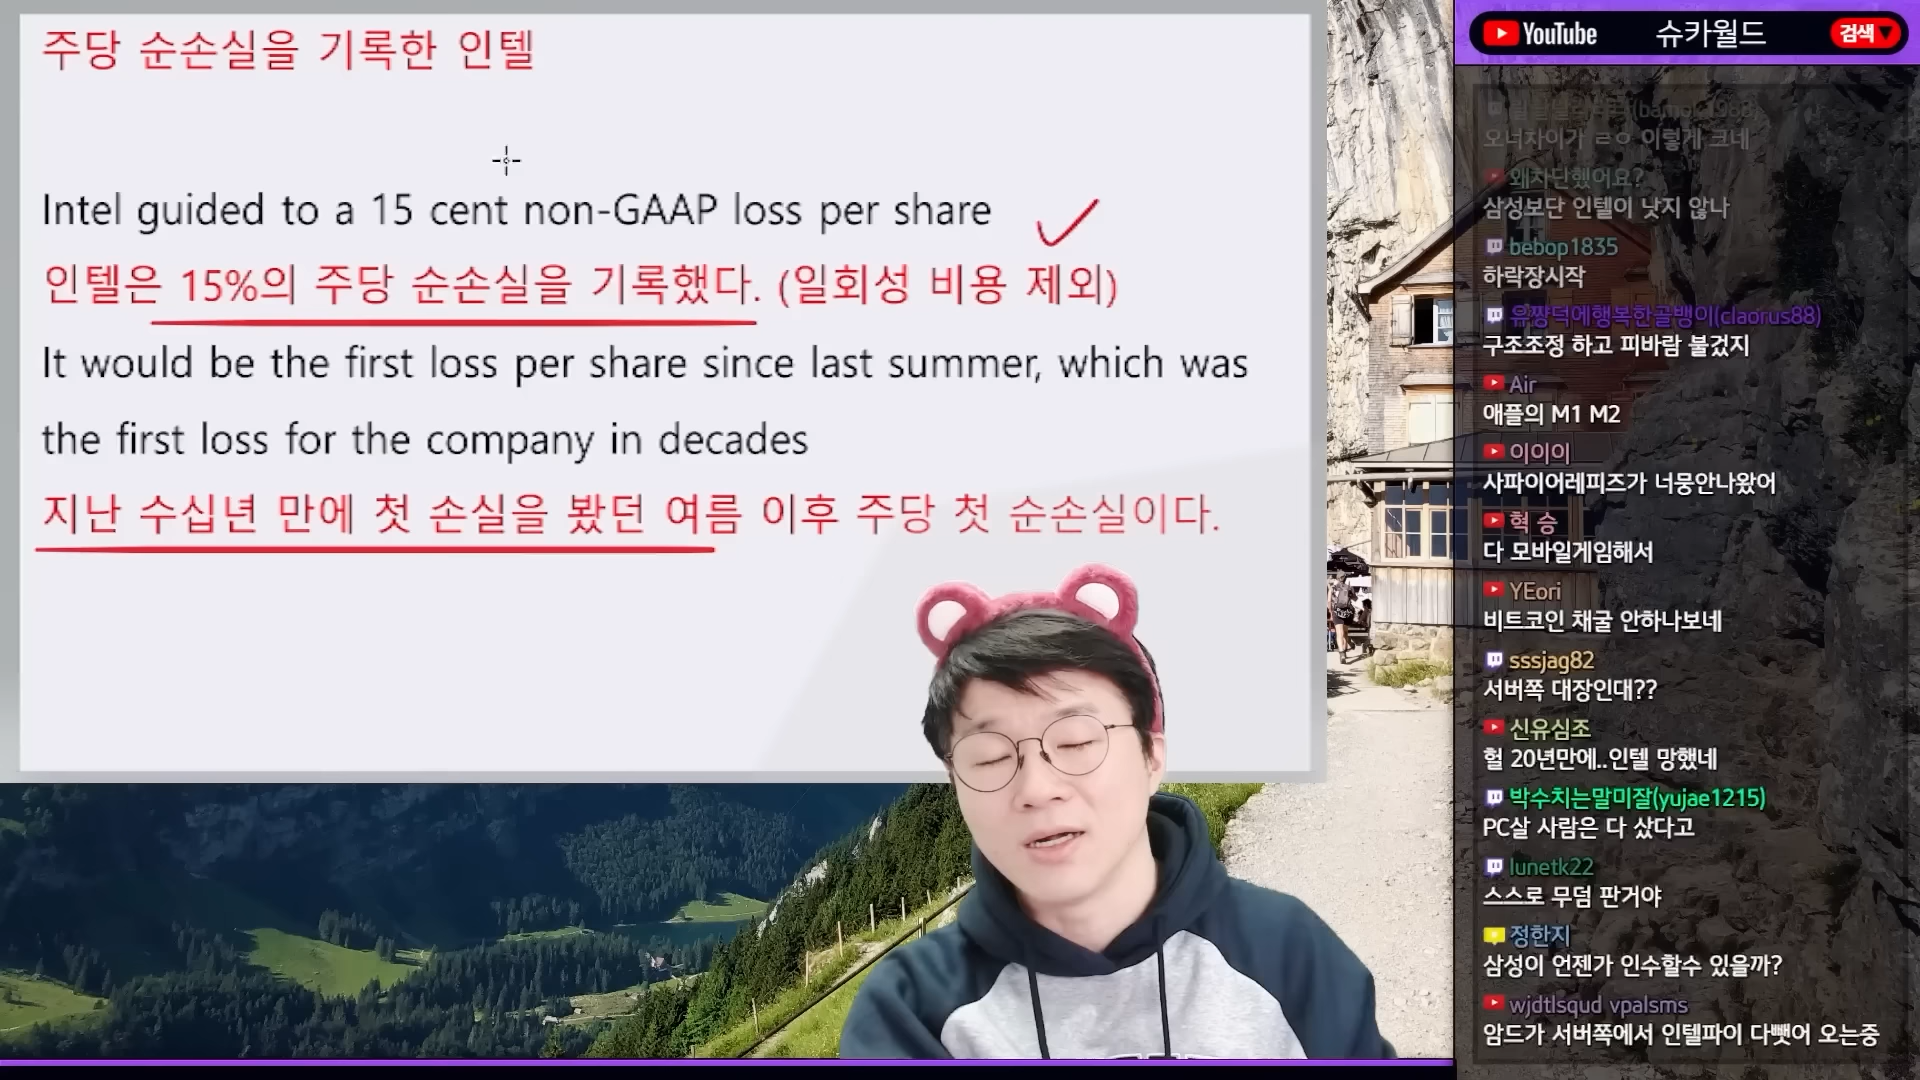 주당 순손실을 기록한 인텔
Intel guided to a 15 cent non-GAAP loss per share
인텔은 15%의 주당 순손실을 기록했다. (일회성 비용 제외)
It would be the first loss per share since last summer, which was
the first loss for the company in decades
지난 수십년 만에 첫 손실을 봤던 여름 이후 주당 첫 순손실이다.
YouTube 슈카월드 검색▼
오너차이가 ㄹㅇ 이렇게 크네
왜차단했어요?
삼성보단 인텔이 낫지 않나
bebop1835
하락장시작
유쨩덕에행복한골뱅이(claorus88)
구조조정 하고 피바람 불겄지
Air
애플의 M1 M2
이이이
사파이어레피즈가 너뭉안나왔어
혁 승
다 모바일게임해서
YEori
비트코인 채굴 안하나보네
sssjag82
서버쪽 대장인대??
신유심조
헐 20년만에..인텔 망했네
박수치는말미잘(yujae1215)
PC살 사람은 다 샀다고
lunetk22
스스로 무덤 판거야
정한지
삼성이 언젠가 인수할수 있을까?
wjdtlsqud vpalsms
암드가 서버쪽에서 인텔파이 다뺏어 오는중